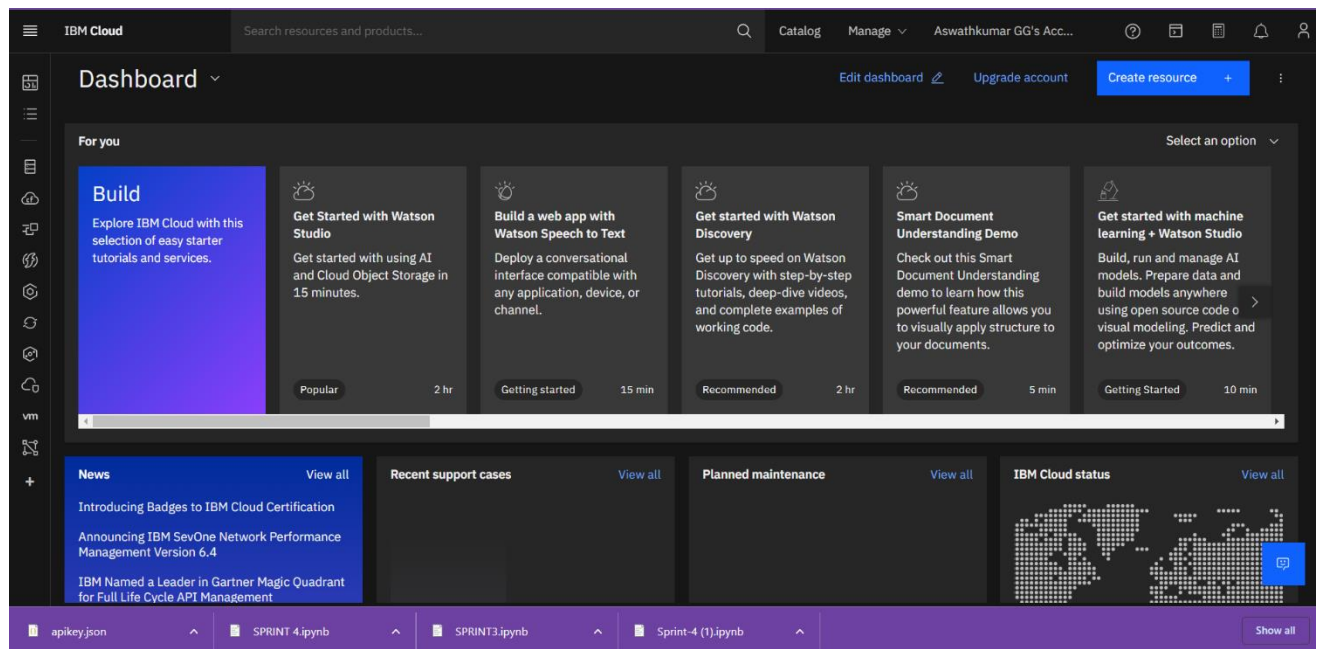 IBM Cloud
Search resources and products...
Catalog
Manage
Aswathkumar GG's Acc...
Dashboard
Edit dashboard
Upgrade account
Create resource +
For you
Select an option
Build
Explore IBM Cloud with this
selection of easy starter
tutorials and services.
Get Started with Watson
Studio
Get started with using AI
and Cloud Object Storage in
15 minutes.
Popular
2 hr
Build a web app with
Watson Speech to Text
Deploy a conversational
interface compatible with
any application, device, or
channel.
Getting started
15 min
Get started with Watson
Discovery
Get up to speed on Watson
Discovery with step-by-step
tutorials, deep-dive videos,
and complete examples of
working code.
Recommended
2 hr
Smart Document
Understanding Demo
Check out this Smart
Document Understanding
demo to learn how this
powerful feature allows you
to visually apply structure to
your documents.
Recommended
5 min
Get started with machine
learning + Watson Studio
Build, run and manage AI
models. Prepare data and
build models anywhere
using open source code o
visual modeling. Predict and
optimize your outcomes.
Getting Started
10 min
vm
News
View all
Introducing Badges to IBM Cloud Certification
Announcing IBM SevOne Network Performance
Management Version 6.4
IBM Named a Leader in Gartner Magic Quadrant
for Full Life Cycle API Management
Recent support cases
View all
Planned maintenance
View all
IBM Cloud status
View all
apikey.json
SPRINT 4.ipynb
SPRINT3.ipynb
Sprint-4 (1).ipynb
Show all